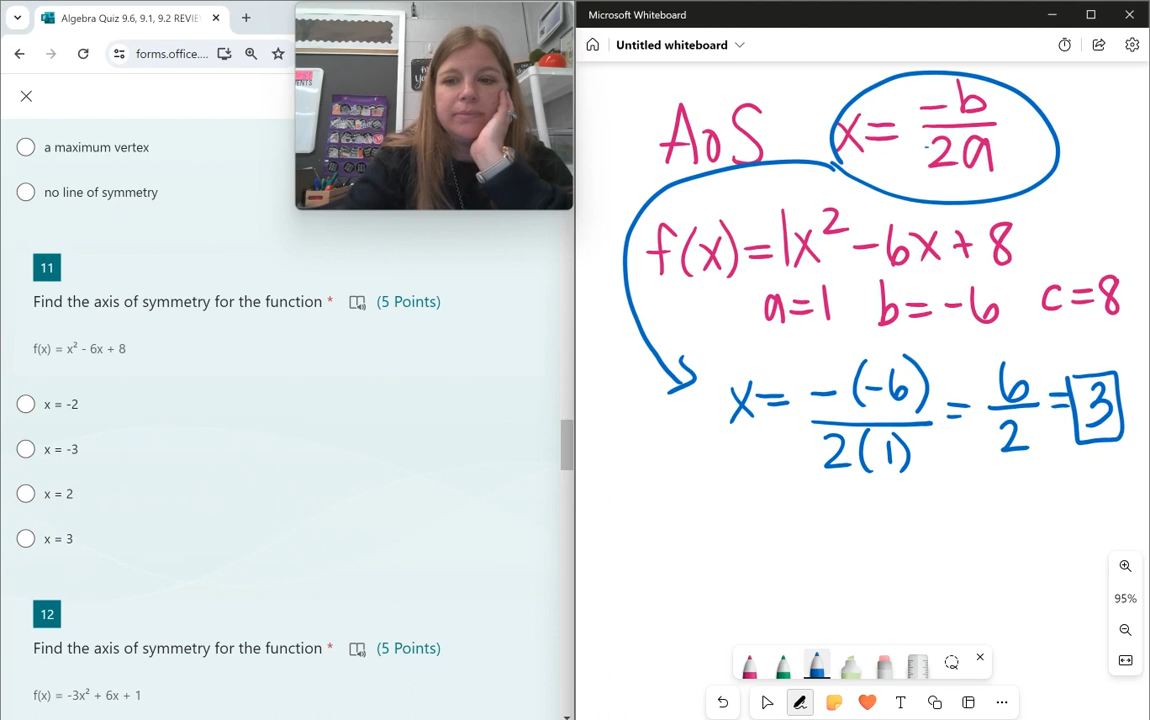 Algebra Quiz 9.6, 9.1, 9.2 REVIE
forms.office....
a maximum vertex
no line of symmetry
11
Find the axis of symmetry for the function * (5 Points)
f(x) = x² - 6x + 8
x = -2
x = -3
x = 2
x = 3
12
Find the axis of symmetry for the function * (5 Points)
f(x) = -3x² + 6x + 1
Microsoft Whiteboard
Untitled whiteboard
AoS x = -b/2a
f(x) = 1x² - 6x + 8
a = 1 b = -6 c = 8
x = -(-6)/2(1) = 6/2 = 3
95%